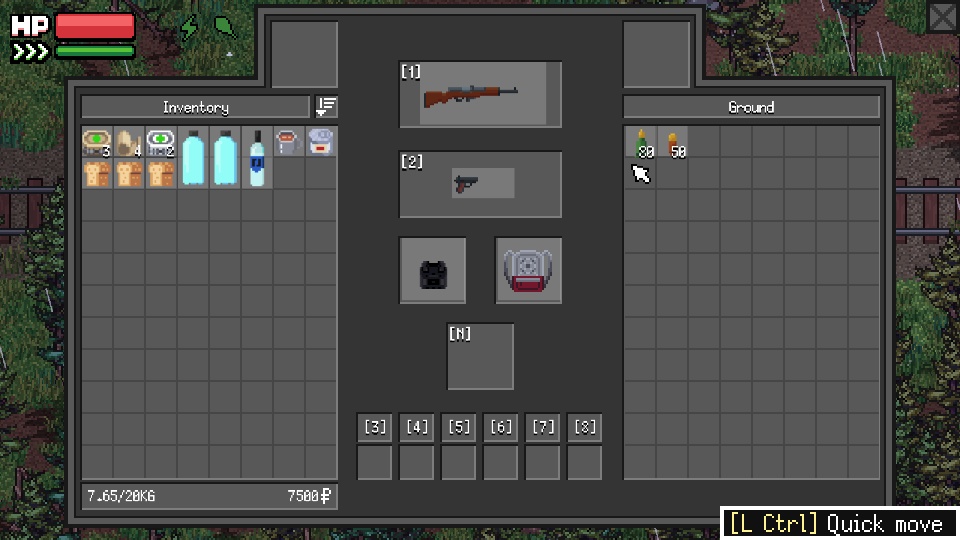 HP
[1]
Inventory
Ground
3
4
2
80
50
[2]
[N]
[3] [4] [5] [6] [7] [8]
7.65/20KG
7500₽
[L Ctrl] Quick move